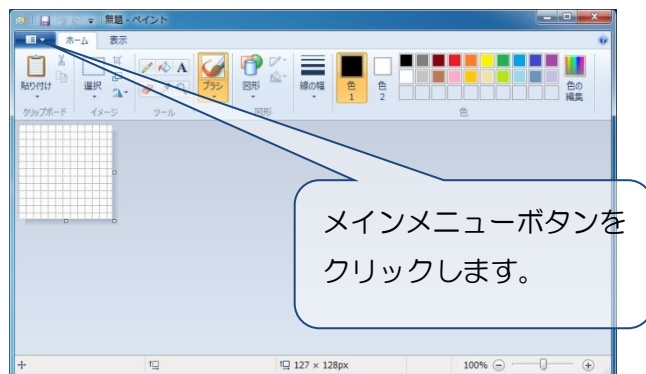 無題 - ペイント
ホーム 表示
貼り付け 選択 A ブラシ 図形 線の幅 色 1 色 2 色の編集
クリップボード イメージ ツール 図形 色
メインメニューボタンを
クリックします。
127 × 128px 100%